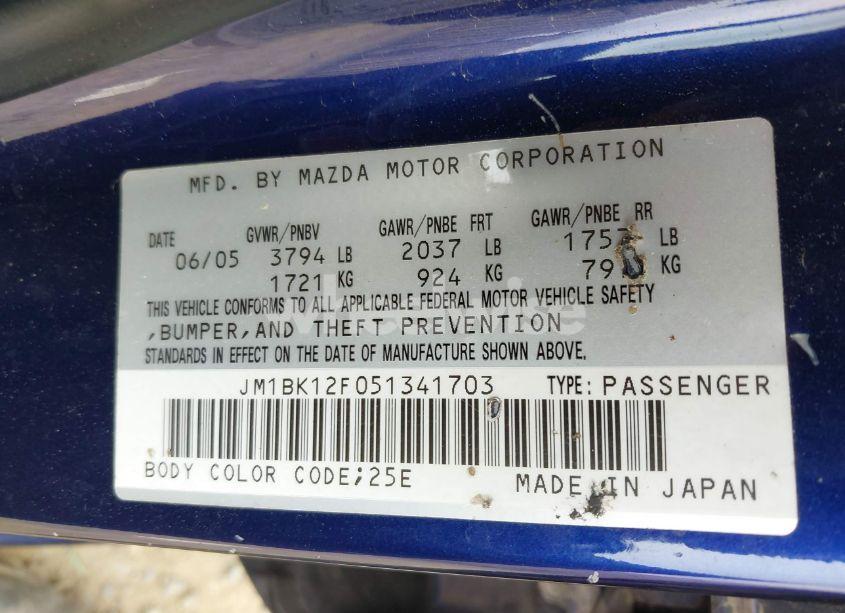 MFD. BY MAZDA MOTOR CORPORATION
DATE GVWR/PNBV GAWR/PNBE FRT GAWR/PNBE RR
06/05 3794 LB 2037 LB LB
1721 KG 924 KG KG
THIS VEHICLE CONFORMS TO ALL APPLICABLE FEDERAL MOTOR VEHICLE SAFETY
,BUMPER,AND THEFT PREVENTION
STANDARDS IN EFFECT ON THE DATE OF MANUFACTURE SHOWN ABOVE.
JM1BK12F051341703 TYPE: PASSENGER
BODY COLOR CODE;25E MADE IN JAPAN